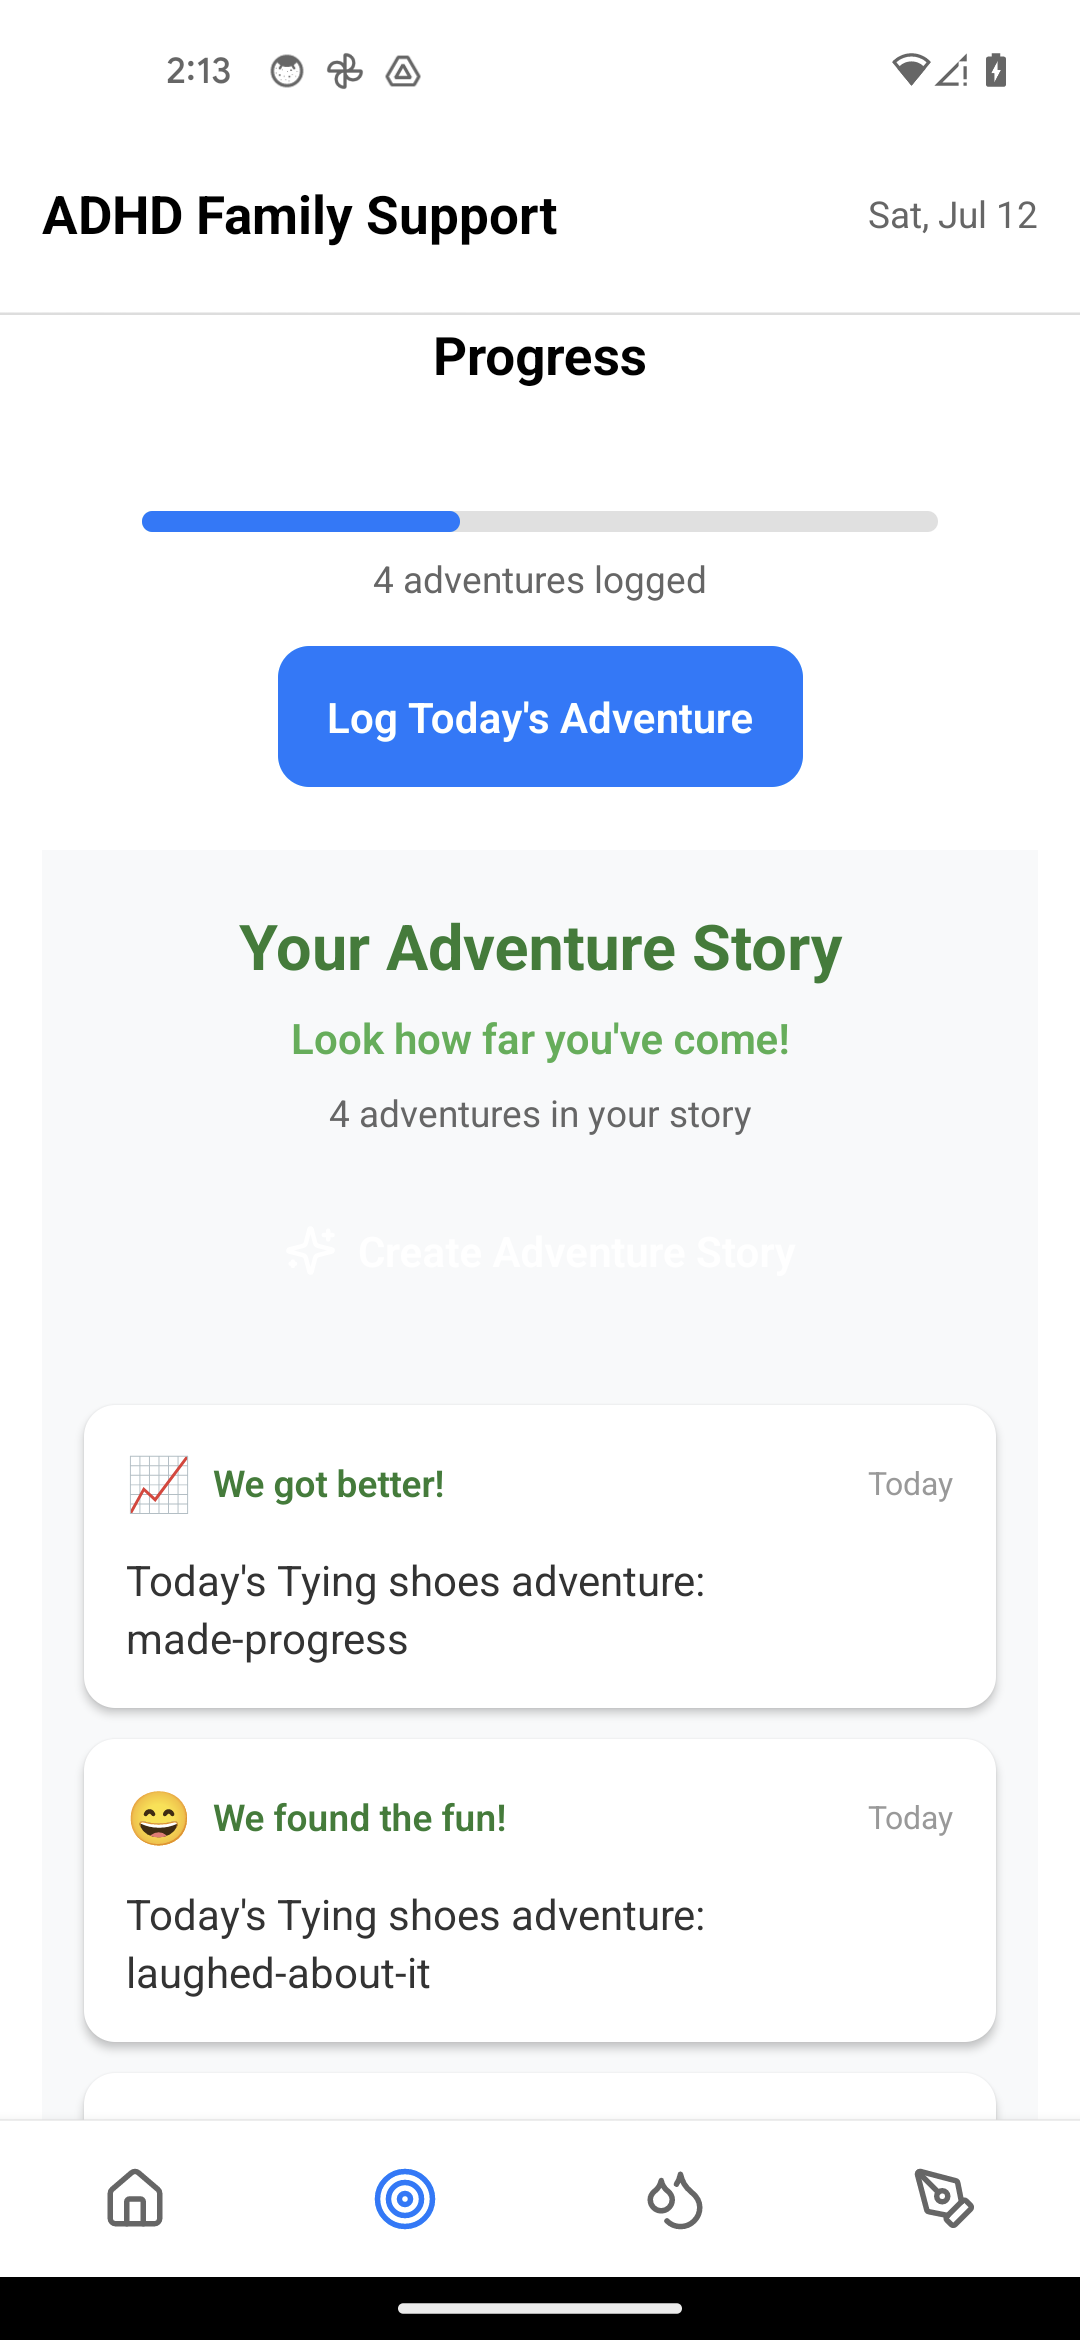 2:13
ADHD Family Support
Sat, Jul 12
Progress
4 adventures logged
Log Today's Adventure
Your Adventure Story
Look how far you've come!
4 adventures in your story
Create Adventure Story
We got better!
Today
Today's Tying shoes adventure:
made-progress
We found the fun!
Today
Today's Tying shoes adventure:
laughed-about-it